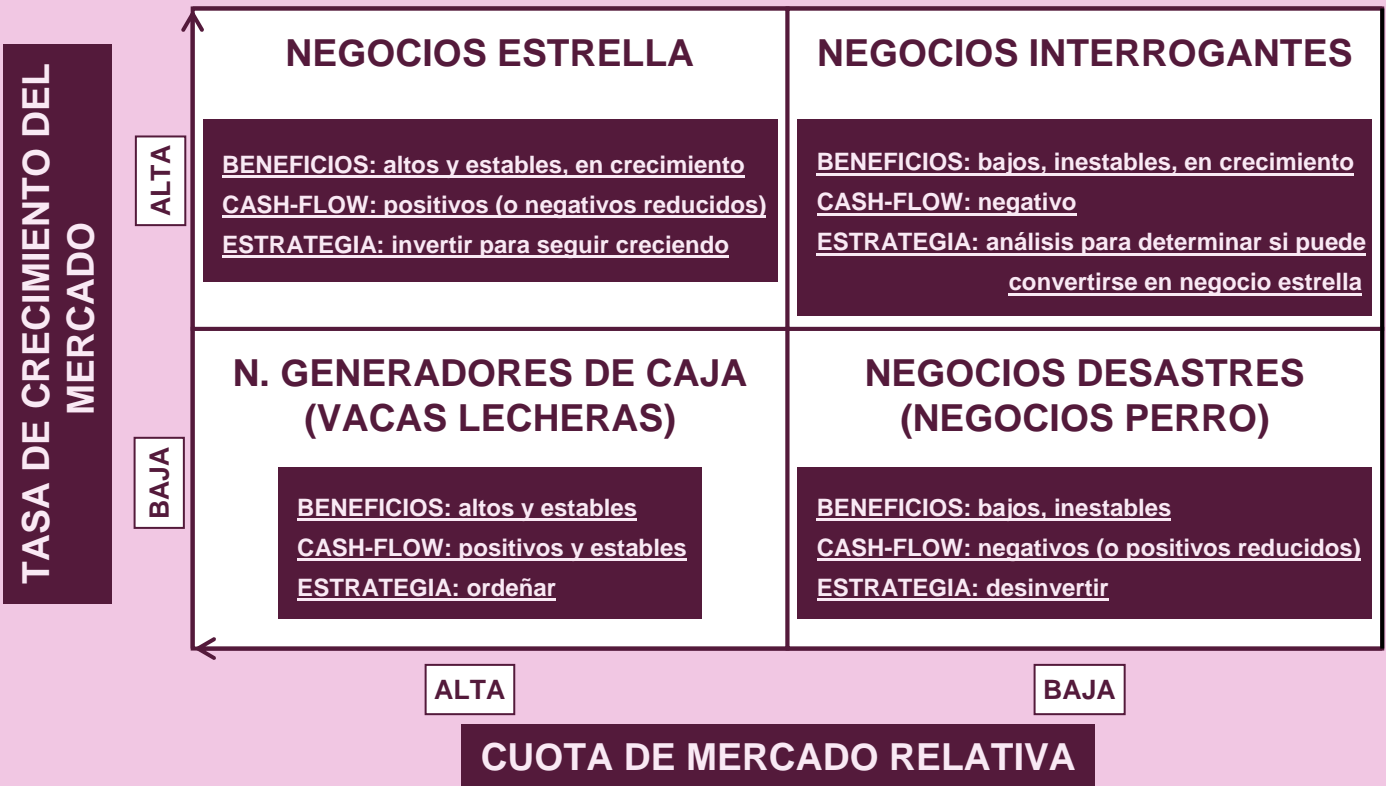 TASA DE CRECIMIENTO DEL
MERCADO
ALTA
BAJA
NEGOCIOS ESTRELLA
BENEFICIOS: altos y estables, en crecimiento
CASH-FLOW: positivos (o negativos reducidos)
ESTRATEGIA: invertir para seguir creciendo
NEGOCIOS INTERROGANTES
BENEFICIOS: bajos, inestables, en crecimiento
CASH-FLOW: negativo
ESTRATEGIA: análisis para determinar si puede
convertirse en negocio estrella
N. GENERADORES DE CAJA
(VACAS LECHERAS)
BENEFICIOS: altos y estables
CASH-FLOW: positivos y estables
ESTRATEGIA: ordeñar
NEGOCIOS DESASTRES
(NEGOCIOS PERRO)
BENEFICIOS: bajos, inestables
CASH-FLOW: negativos (o positivos reducidos)
ESTRATEGIA: desinvertir
ALTA
BAJA
CUOTA DE MERCADO RELATIVA